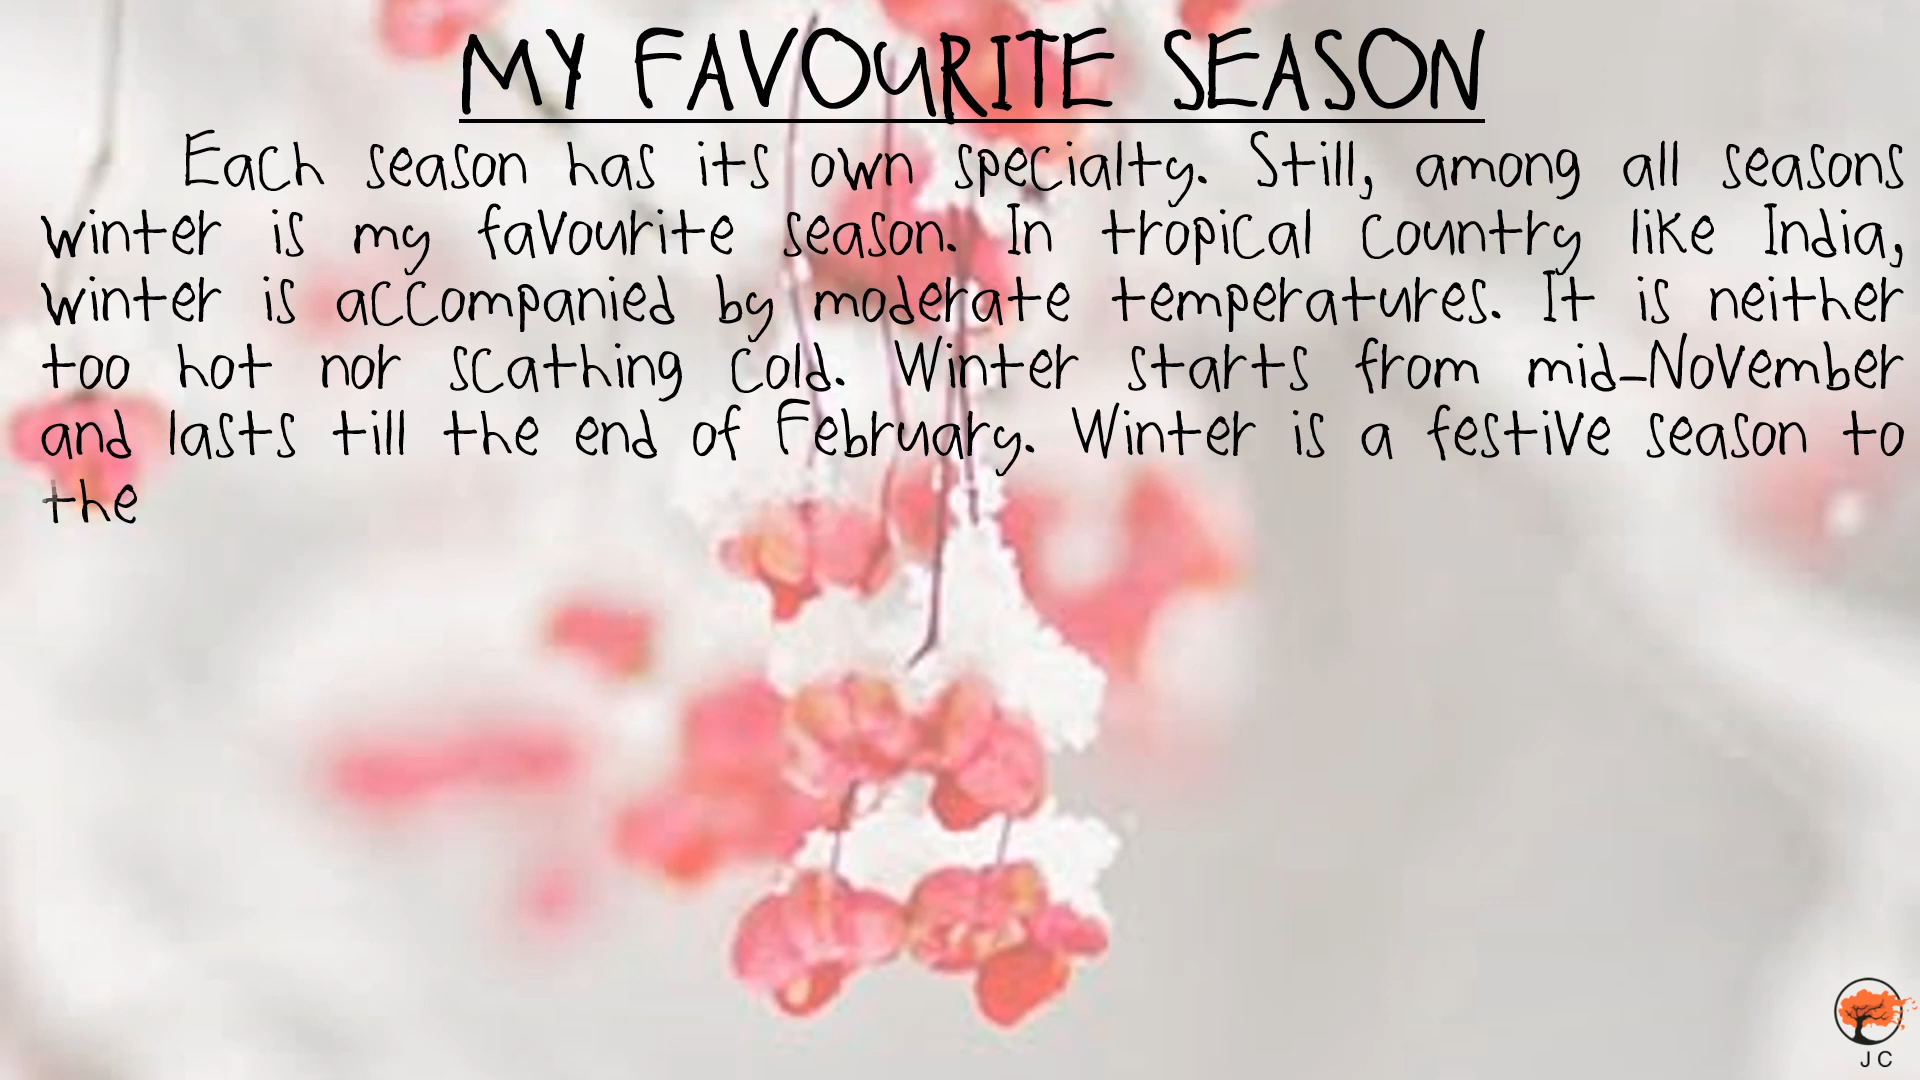 MY FAVOURITE SEASON
Each season has its own specialty. Still, among all seasons
winter is my favourite season. In tropical country like India,
winter is accompanied by moderate temperatures. It is neither
too hot nor scathing cold. Winter starts from mid-November
and lasts till the end of February. Winter is a festive season to
the
JC